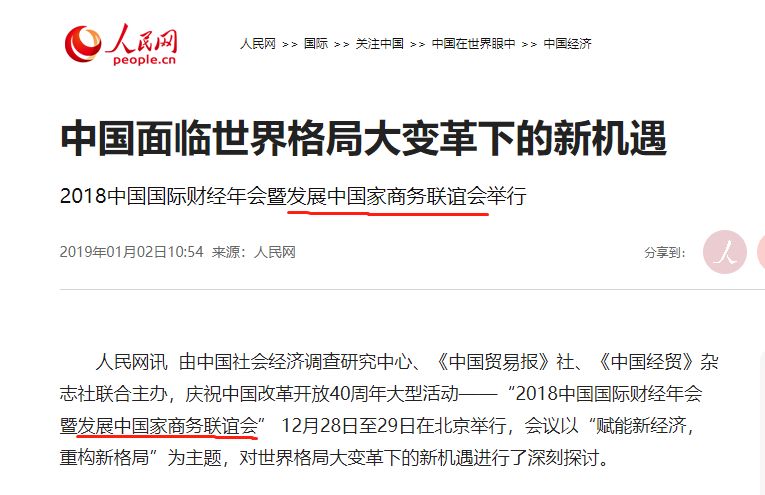 人民网
people.cn
人民网 >> 国际 >> 关注中国 >> 中国在世界眼中 >> 中国经济
中国面临世界格局大变革下的新机遇
2018中国国际财经年会暨发展中国家商务联谊会举行
2019年01月02日10:54 来源：人民网
分享到：
人
人民网讯 由中国社会经济调查研究中心、《中国贸易报》社、《中国经贸》杂
志社联合主办，庆祝中国改革开放40周年大型活动——“2018中国国际财经年会
暨发展中国家商务联谊会” 12月28日至29日在北京举行，会议以“赋能新经济，
重构新格局”为主题，对世界格局大变革下的新机遇进行了深刻探讨。